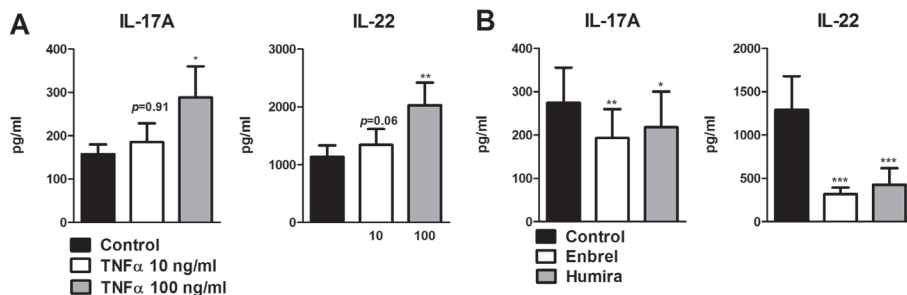 A
IL-17A
pg/ml
400
300
200
100
0
p=0.91
*
Control
TNFα 10 ng/ml
TNFα 100 ng/ml
IL-22
3000
2000
1000
0
p=0.06
**
10
100
B
IL-17A
pg/ml
400
300
200
100
0
**
*
Control
Enbrel
Humira
IL-22
pg/ml
2000
1500
1000
500
0
***
***